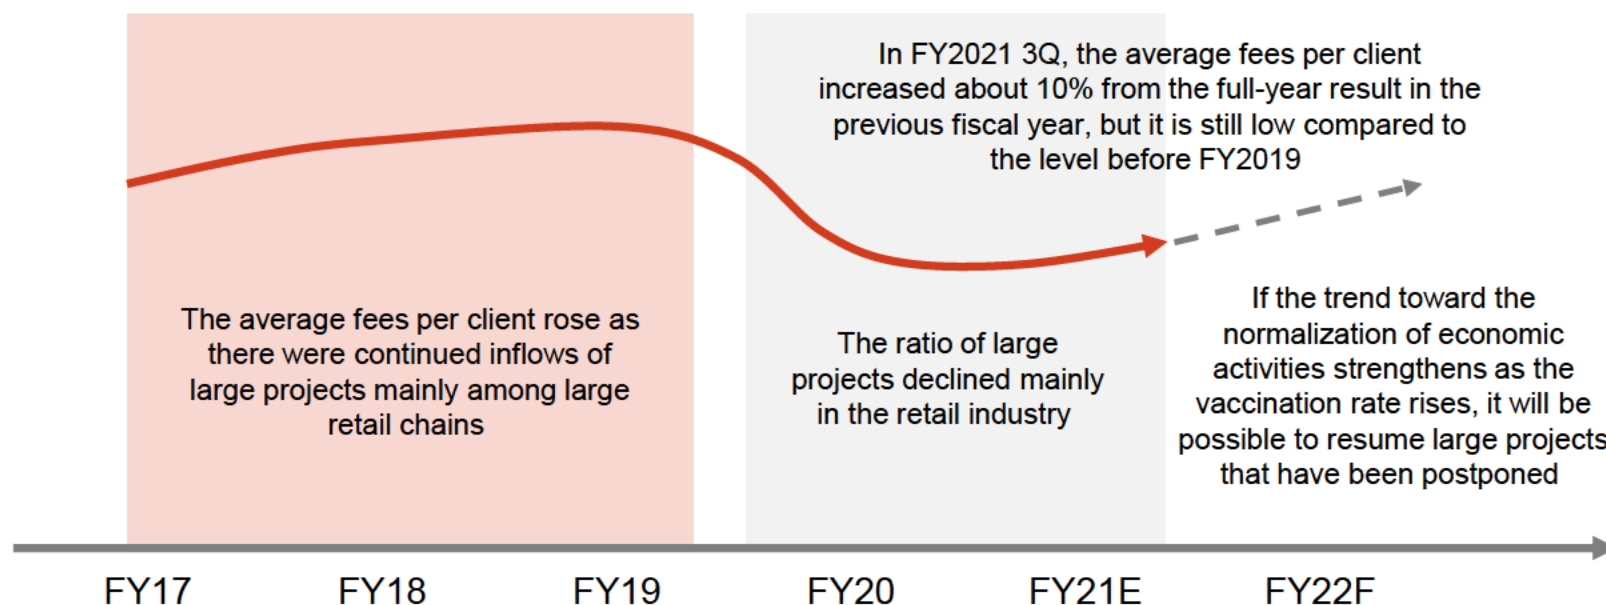 In FY2021 3Q, the average fees per client
increased about 10% from the full-year result in the
previous fiscal year, but it is still low compared to
the level before FY2019
The average fees per client rose as
there were continued inflows of
large projects mainly among large
retail chains
The ratio of large
projects declined mainly
in the retail industry
If the trend toward the
normalization of economic
activities strengthens as the
vaccination rate rises, it will be
possible to resume large projects
that have been postponed
FY17 FY18 FY19 FY20 FY21E FY22F